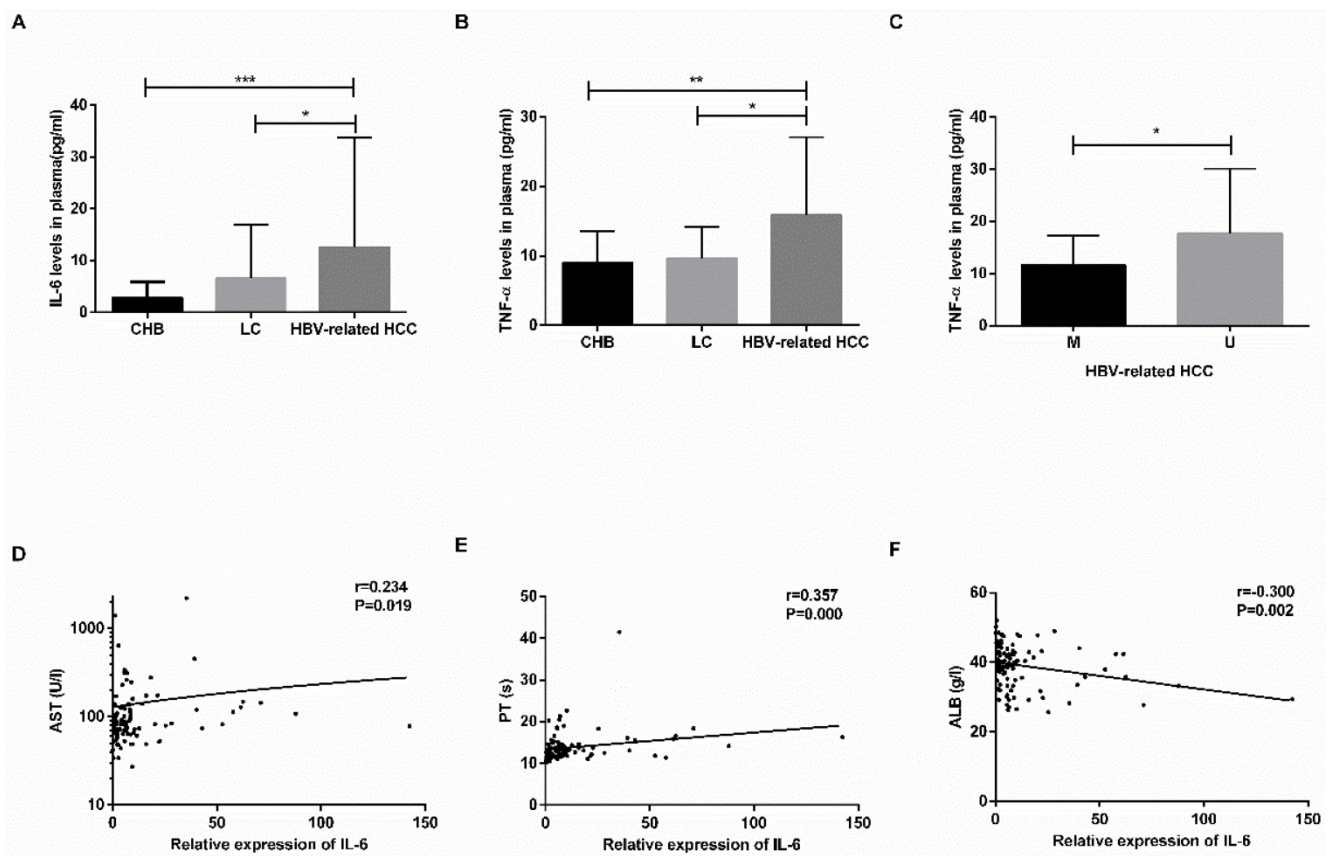 A
IL-6 levels in plasma(pg/ml)
40
30
20
10
0
***
*
CHB LC HBV-related HCC
B
TNF-α levels in plasma (pg/ml)
30
20
10
0
**
*
CHB LC HBV-related HCC
C
TNF-α levels in plasma (pg/ml)
40
30
20
10
0
*
M U
HBV-related HCC
D
r=0.234
P=0.019
AST (U/l)
1000
100
10
0 50 100 150
Relative expression of IL-6
E
r=0.357
P=0.000
PT (s)
50
40
30
20
10
0
0 50 100 150
Relative expression of IL-6
F
r=-0.300
P=0.002
ALB (g/l)
60
40
20
0
0 50 100 150
Relative expression of IL-6